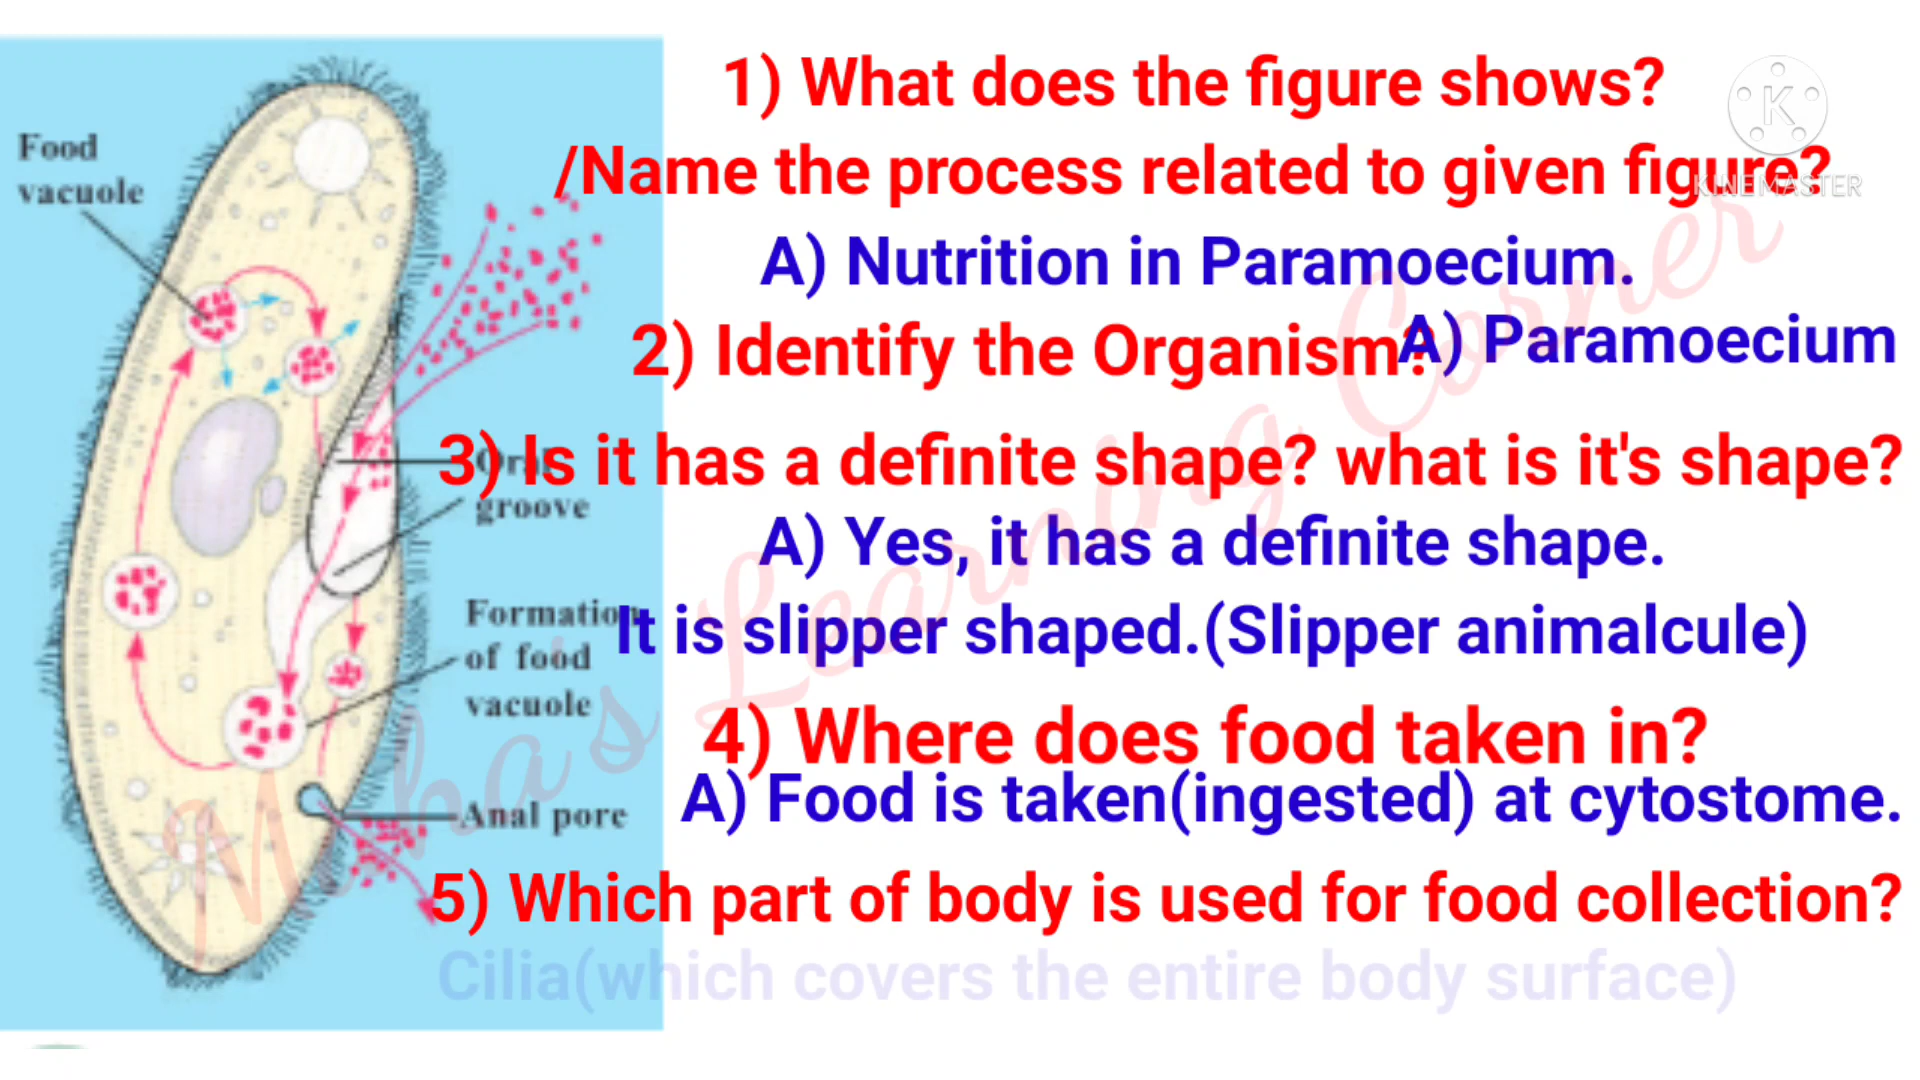 1) What does the figure shows?
/Name the process related to given figure?
A) Nutrition in Paramoecium.
2) Identify the Organism?
A) Paramoecium
3) Is it has a definite shape? what is it's shape?
A) Yes, it has a definite shape.
It is slipper shaped.(Slipper animalcule)
4) Where does food taken in?
A) Food is taken(ingested) at cytostome.
5) Which part of body is used for food collection?
Cilia(which covers the entire body surface)
Food
vacuole
Oral
groove
Formation
of food
vacuole
Anal pore
K
KINEMASTER
Learning Corner